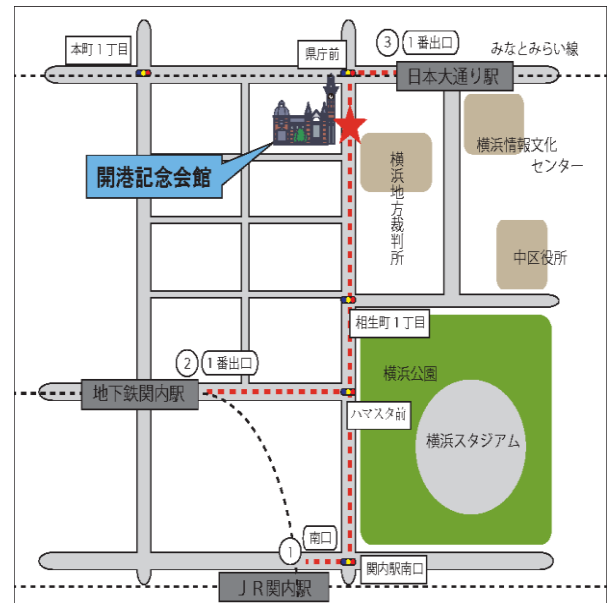 本町１丁目
県庁前
③
１番出口
みなとみらい線
日本大通り駅
開港記念会館
横浜地方裁判所
横浜情報文化
センター
中区役所
相生町１丁目
②
１番出口
地下鉄関内駅
横浜公園
ハマスタ前
横浜スタジアム
①
南口
関内駅南口
ＪＲ関内駅